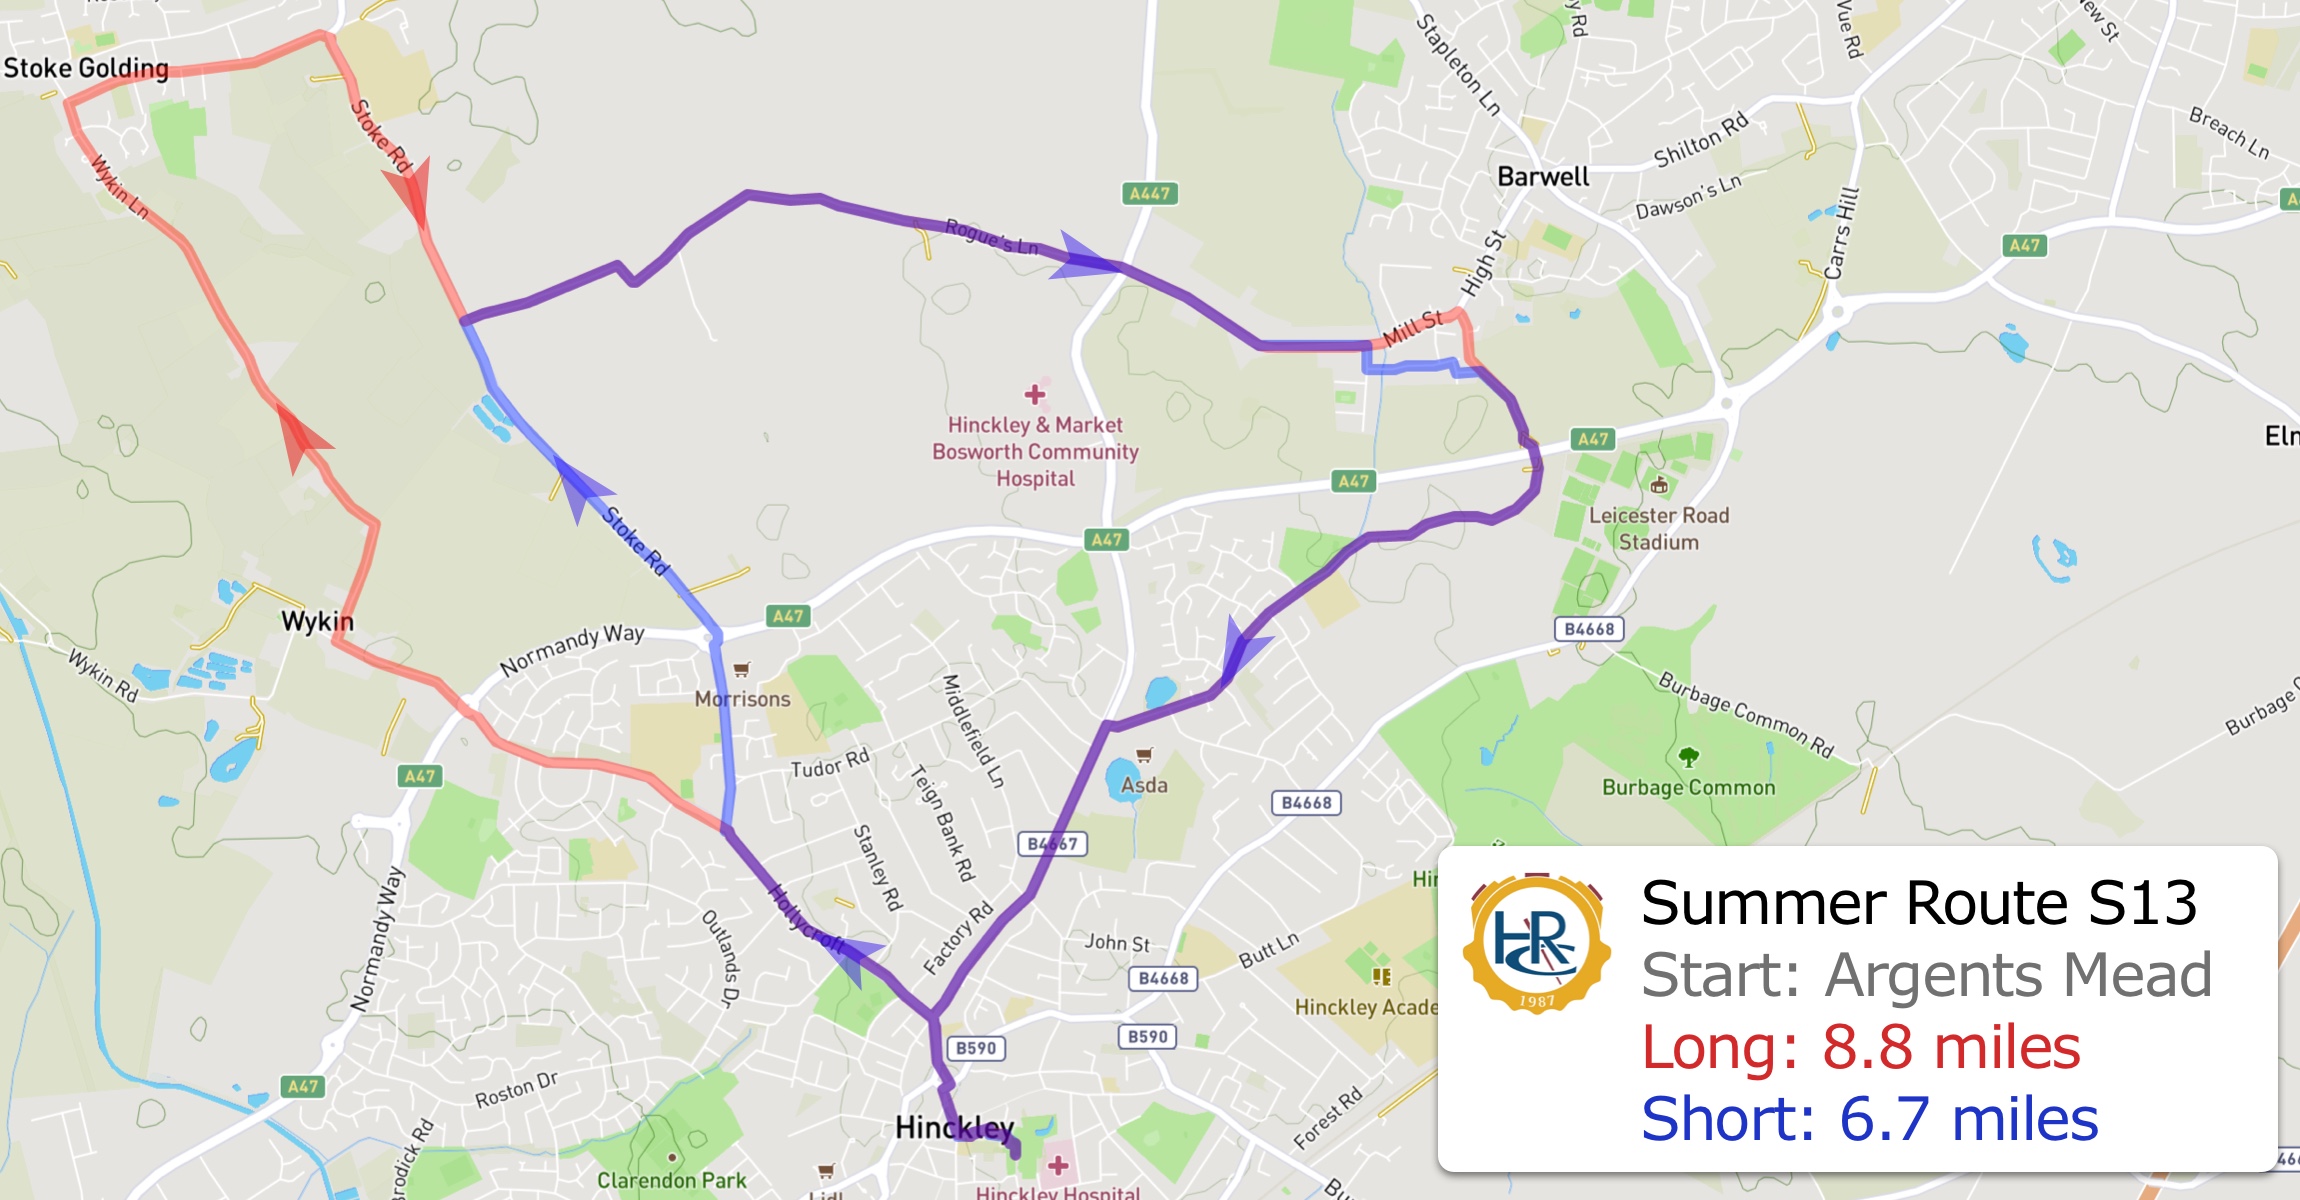 Stoke Golding
Stoke Rd
Wykin Ln
Stapleton Ln
Shilton Rd
Barwell
Dawson's Ln
High St
Carrs Hill
Breach Ln
A447
A47
Rogue's Ln
Mill St
Hinckley & Market
Bosworth Community
Hospital
A47
A47
Leicester Road
Stadium
Stoke Rd
A47
A47
Wykin
Normandy Way
Wykin Rd
B4668
Morrisons
Middlefield Ln
Burbage Common Rd
Burbage
Tudor Rd
Teign Bank Rd
Asda
Burbage Common
A47
B4668
Stanley Rd
B4667
Hollycroft
Normandy Way
Outlands Dr
Factory Rd
John St
Butt Ln
B4668
Hinckley Acade
B590
B590
A47
Roston Dr
Hinckley
Forest Rd
Brodick Rd
Clarendon Park
Lidl
Hinckley Hospital
HR
1987
Summer Route S13
Start: Argents Mead
Long: 8.8 miles
Short: 6.7 miles